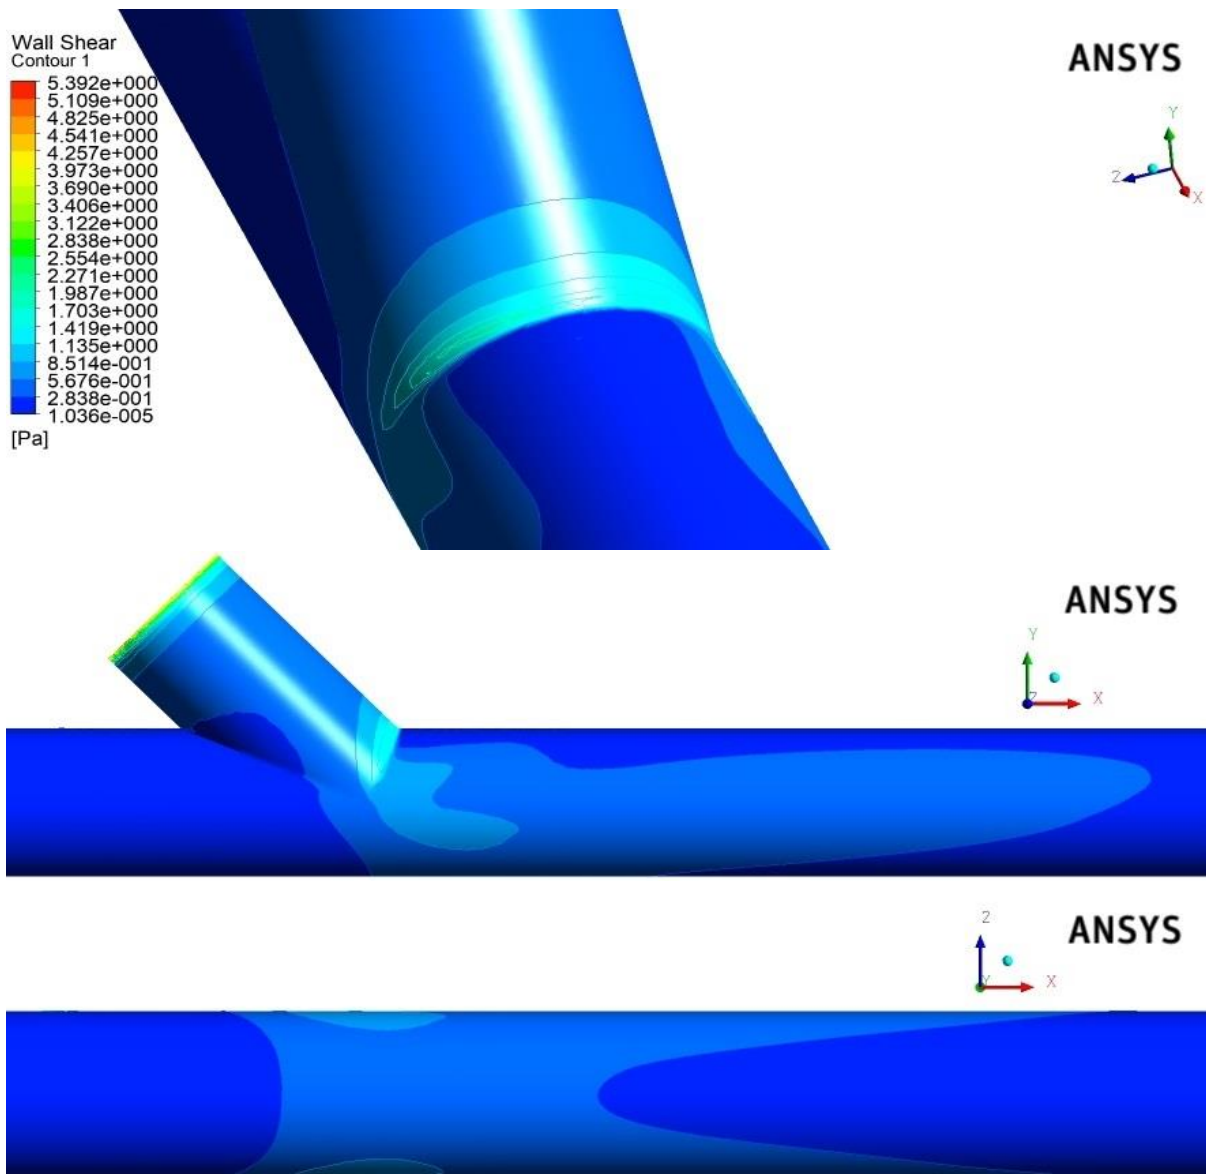 Wall Shear
Contour 1
5.392e+000
5.109e+000
4.825e+000
4.541e+000
4.257e+000
3.973e+000
3.690e+000
3.406e+000
3.122e+000
2.838e+000
2.554e+000
2.271e+000
1.987e+000
1.703e+000
1.419e+000
1.135e+000
8.514e-001
5.676e-001
2.838e-001
1.036e-005
[Pa]
ANSYS
Y
Z
X
ANSYS
Y
Z
X
ANSYS
Z
Y
X